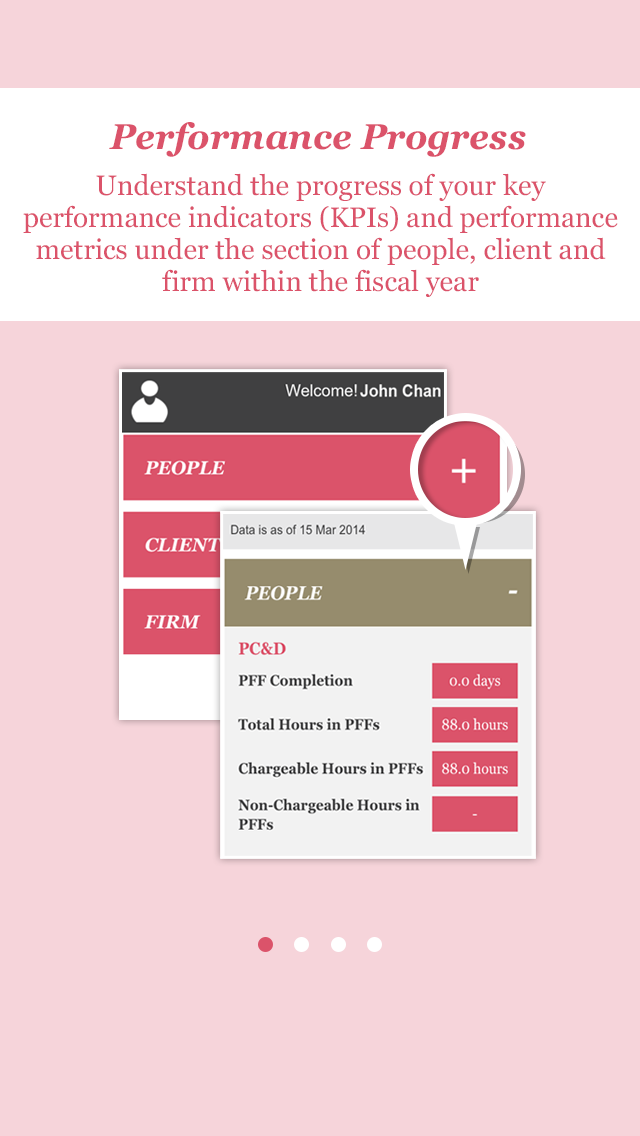 Performance Progress
Understand the progress of your key
performance indicators (KPIs) and performance
metrics under the section of people, client and
firm within the fiscal year
Welcome! John Chan
PEOPLE +
CLIENT
FIRM
Data is as of 15 Mar 2014
PEOPLE -
PC&D
PFF Completion 0.0 days
Total Hours in PFFs 88.0 hours
Chargeable Hours in PFFs 88.0 hours
Non-Chargeable Hours in
PFFs -